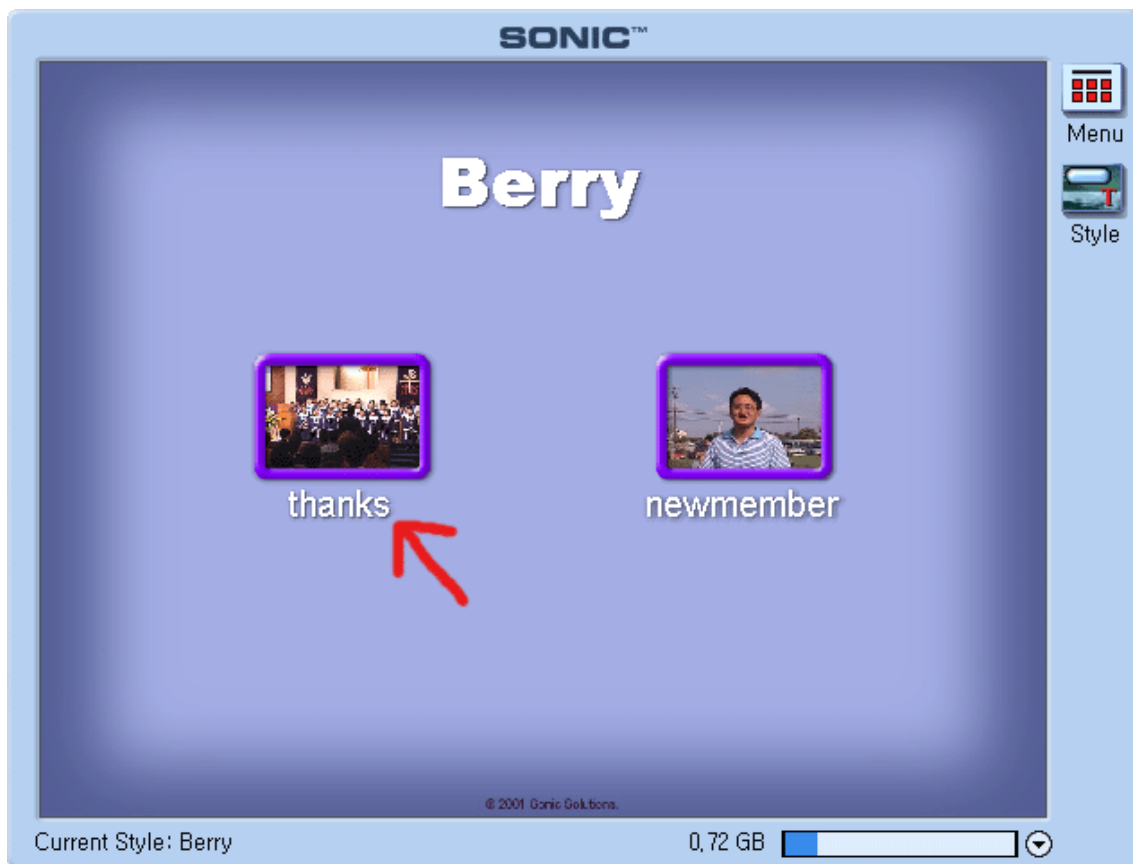 SONIC™
Menu
Style
Berry
thanks
newmember
© 2001 Sonic Solutions.
Current Style: Berry
0,72 GB